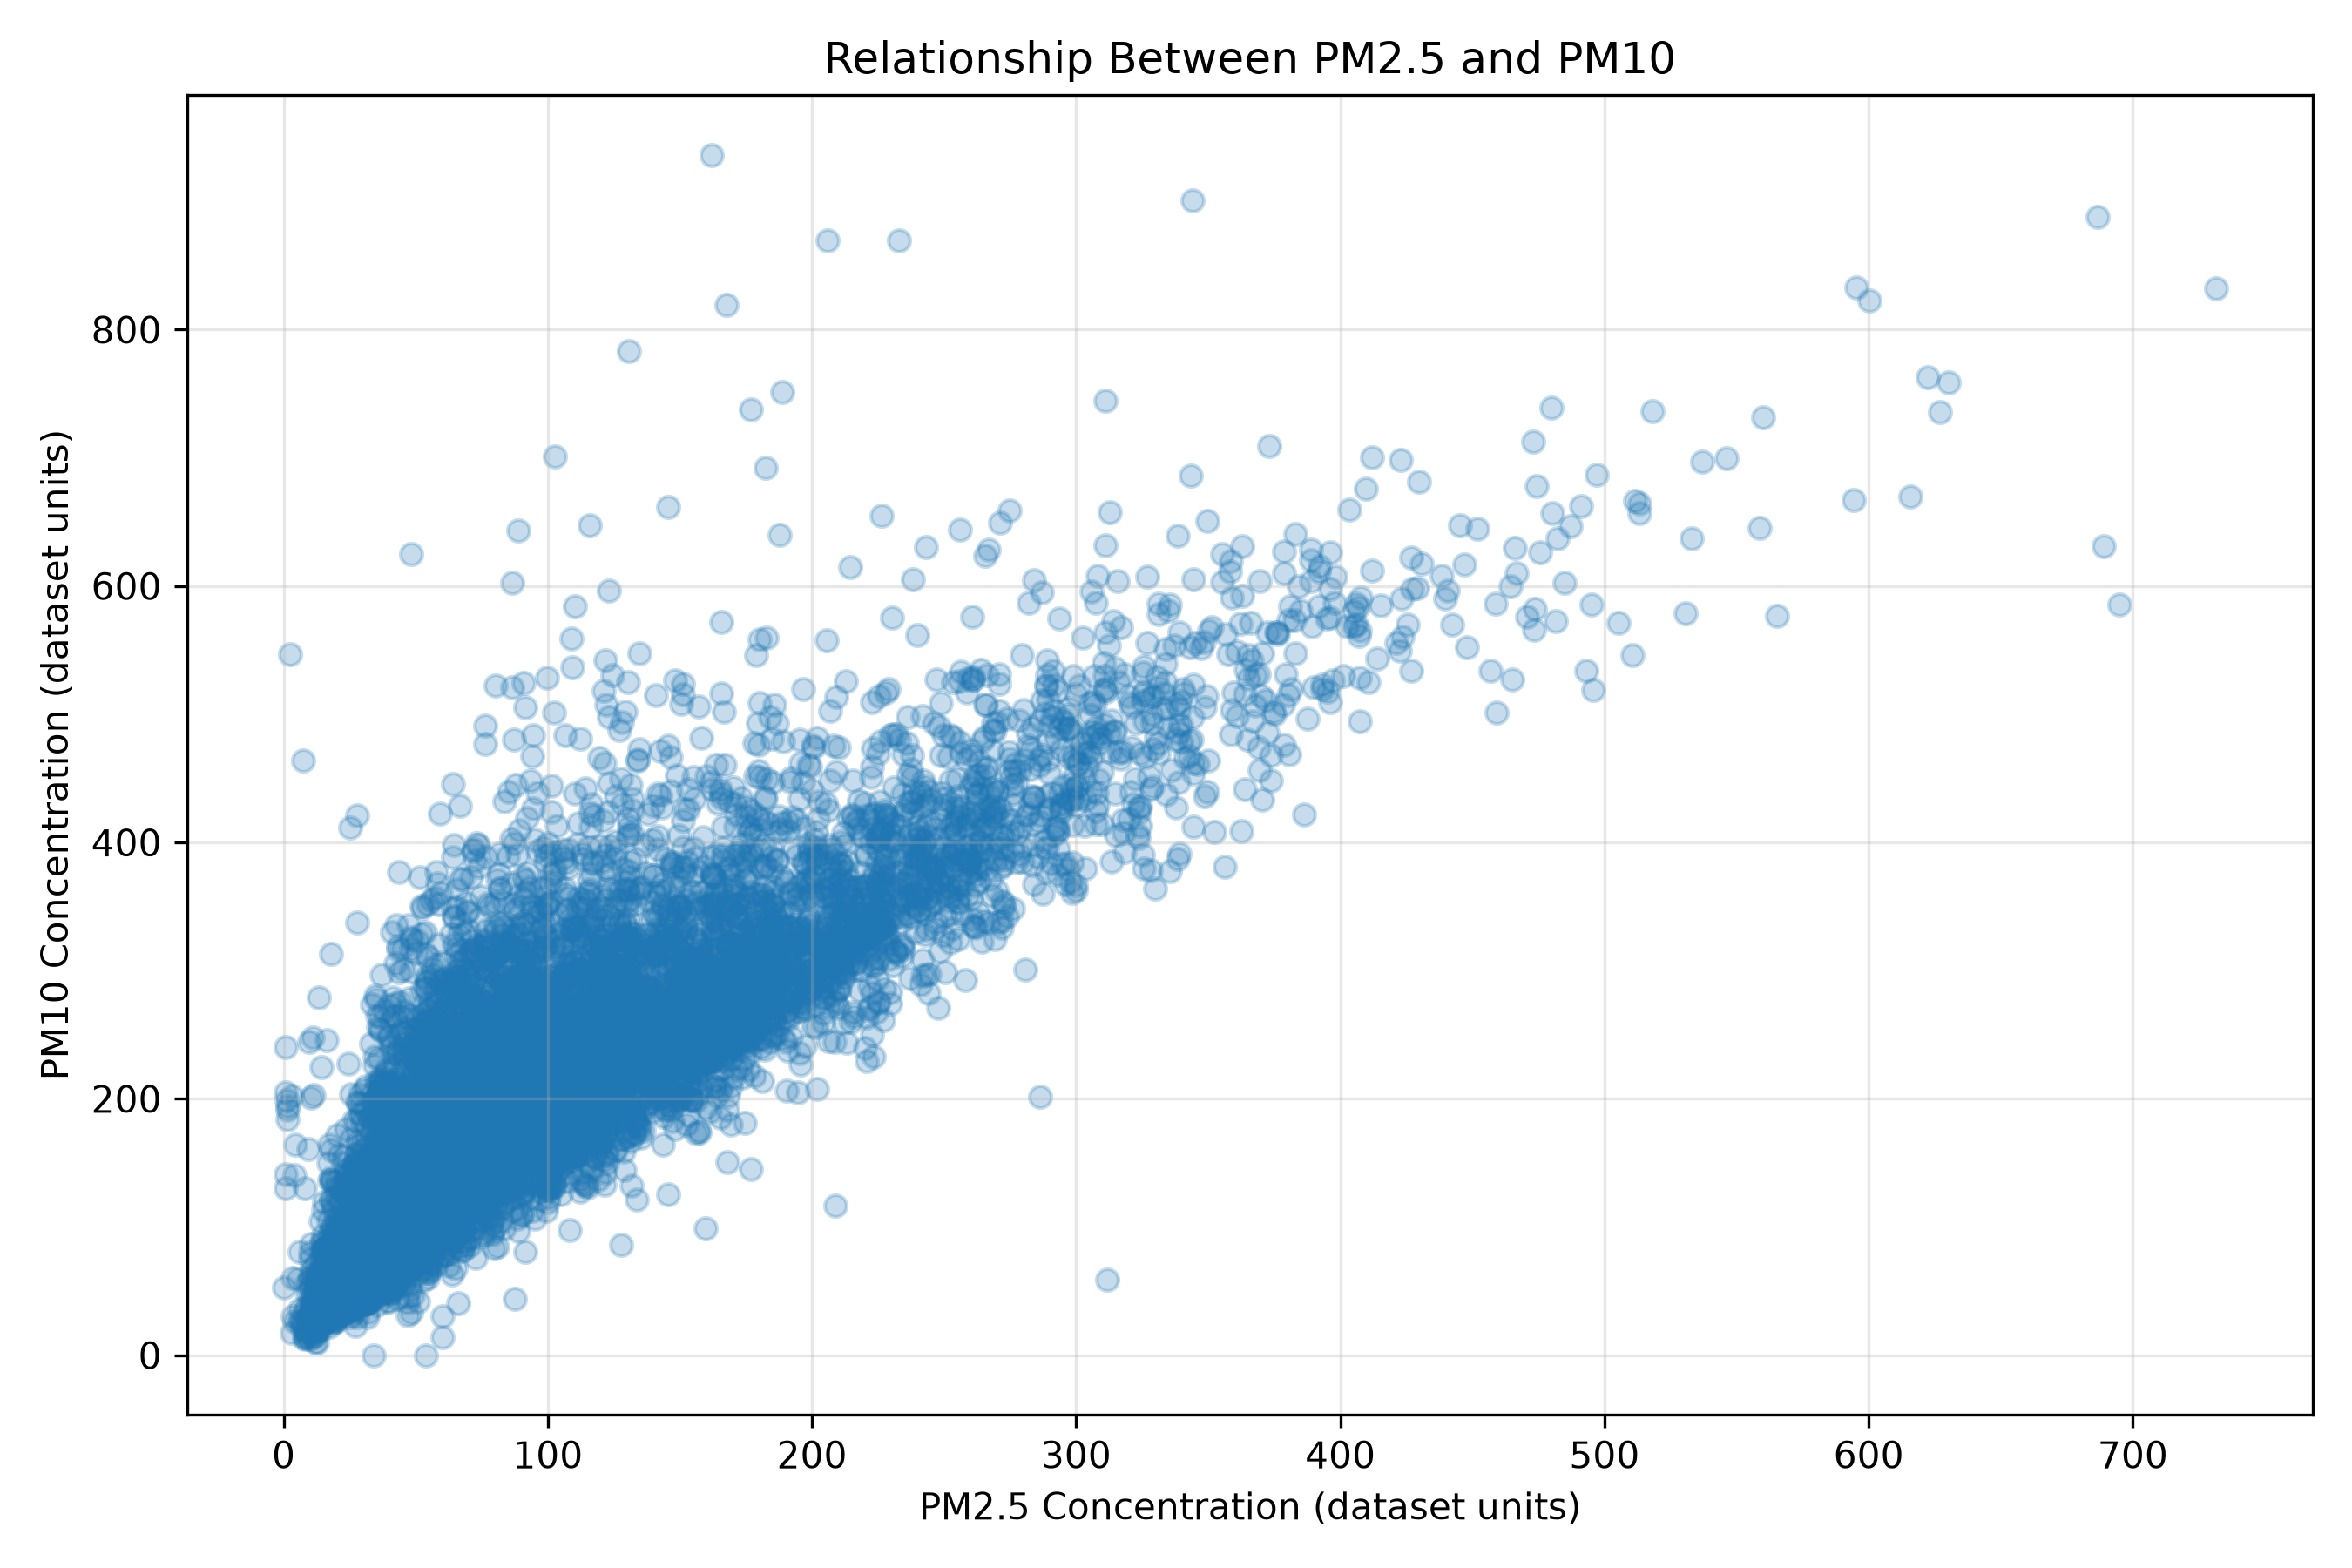 Relationship Between PM2.5 and PM10
PM10 Concentration (dataset units)
800
600
400
200
0
0 100 200 300 400 500 600 700
PM2.5 Concentration (dataset units)